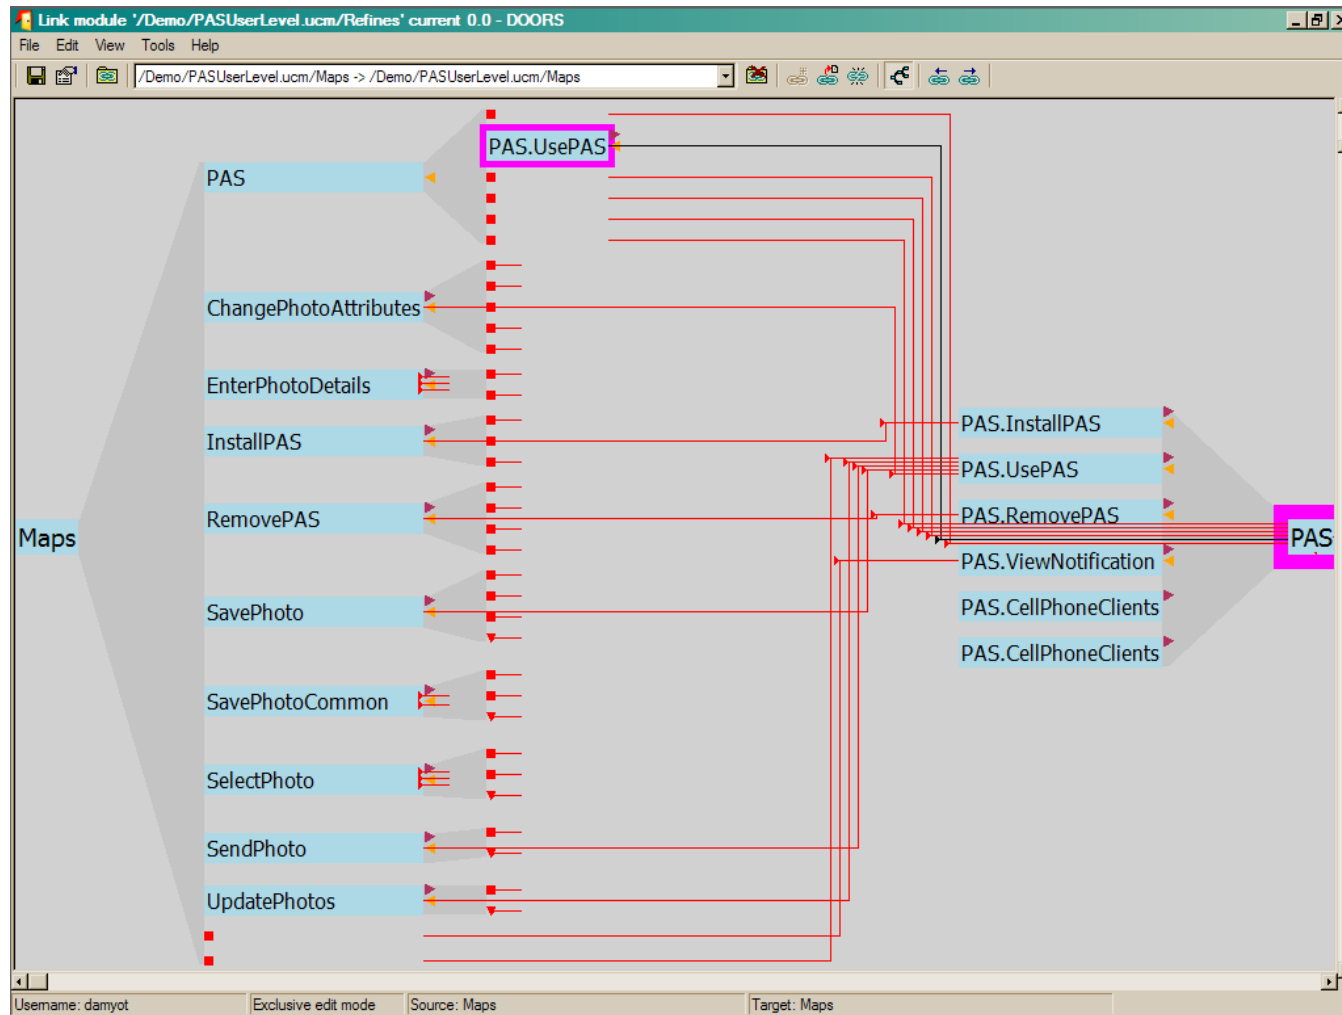 Link module '/Demo/PASUserLevel.ucm/Refines' current 0.0 - DOORS
File Edit View Tools Help
/Demo/PASUserLevel.ucm/Maps -> /Demo/PASUserLevel.ucm/Maps
PAS.UsePAS
PAS
ChangePhotoAttributes
EnterPhotoDetails
InstallPAS
RemovePAS
Maps
SavePhoto
SavePhotoCommon
SelectPhoto
SendPhoto
UpdatePhotos
PAS.InstallPAS
PAS.UsePAS
PAS.RemovePAS
PAS.ViewNotification
PAS.CellPhoneClients
PAS.CellPhoneClients
PAS
Username: damyot Exclusive edit mode Source: Maps Target: Maps